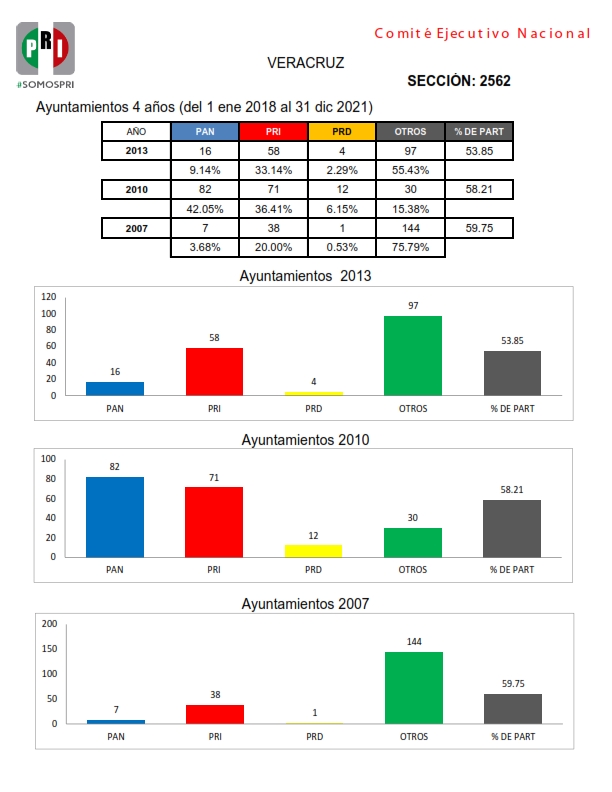 Comité Ejecutivo Nacional
PRI
#SOMOSPRI
VERACRUZ
SECCIÓN: 2562
Ayuntamientos 4 años (del 1 ene 2018 al 31 dic 2021)
AÑO PAN PRI PRD OTROS % DE PART
2013 16 58 4 97 53.85
9.14% 33.14% 2.29% 55.43%
2010 82 71 12 30 58.21
42.05% 36.41% 6.15% 15.38%
2007 7 38 1 144 59.75
3.68% 20.00% 0.53% 75.79%
Ayuntamientos 2013
120
100
80
60
40
20
0
16
58
4
97
53.85
PAN PRI PRD OTROS % DE PART
Ayuntamientos 2010
100
80
60
40
20
0
82
71
12
30
58.21
PAN PRI PRD OTROS % DE PART
Ayuntamientos 2007
200
150
100
50
0
7
38
1
144
59.75
PAN PRI PRD OTROS % DE PART